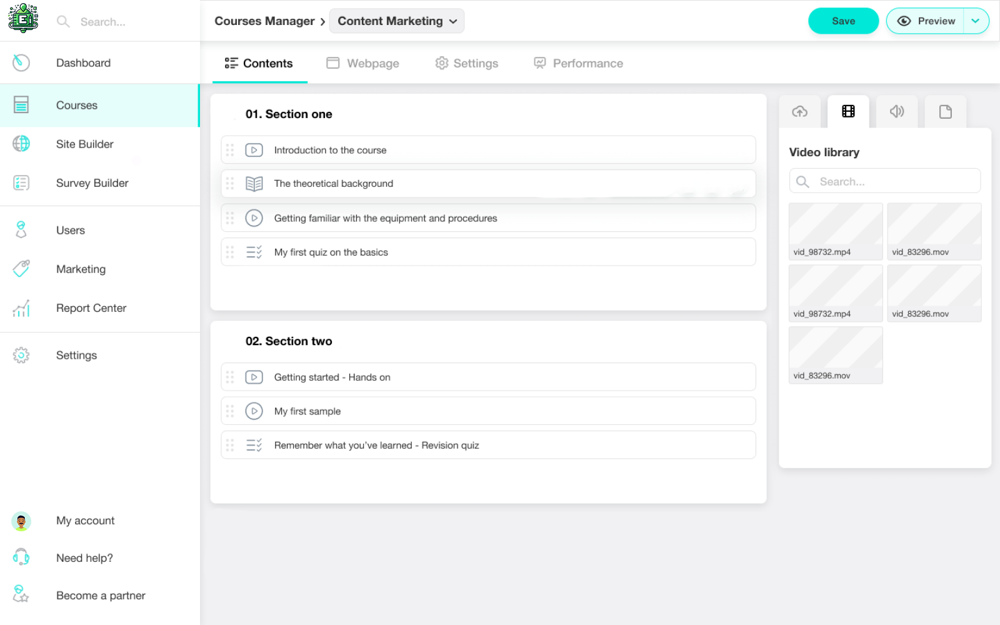 Search...
Dashboard
Courses
Site Builder
Survey Builder
Users
Marketing
Report Center
Settings
My account
Need help?
Become a partner
Courses Manager
Content Marketing
Save
Preview
Contents
Webpage
Settings
Performance
01. Section one
Introduction to the course
The theoretical background
Getting familiar with the equipment and procedures
My first quiz on the basics
02. Section two
Getting started - Hands on
My first sample
Remember what you’ve learned - Revision quiz
Video library
Search...
vid_98732.mp4
vid_83296.mov
vid_98732.mp4
vid_83296.mov
vid_83296.mov